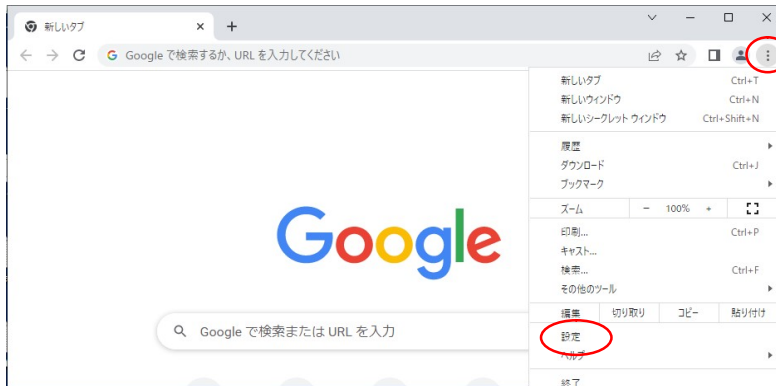 新しいタブ
Google で検索するか、URL を入力してください
新しいタブ Ctrl+T
新しいウィンドウ Ctrl+N
新しいシークレット ウィンドウ Ctrl+Shift+N
履歴
ダウンロード Ctrl+J
ブックマーク
ズーム - 100% +
印刷... Ctrl+P
キャスト...
検索... Ctrl+F
その他のツール
編集 切り取り コピー 貼り付け
設定
ヘルプ
終了
Google
Google で検索または URL を入力